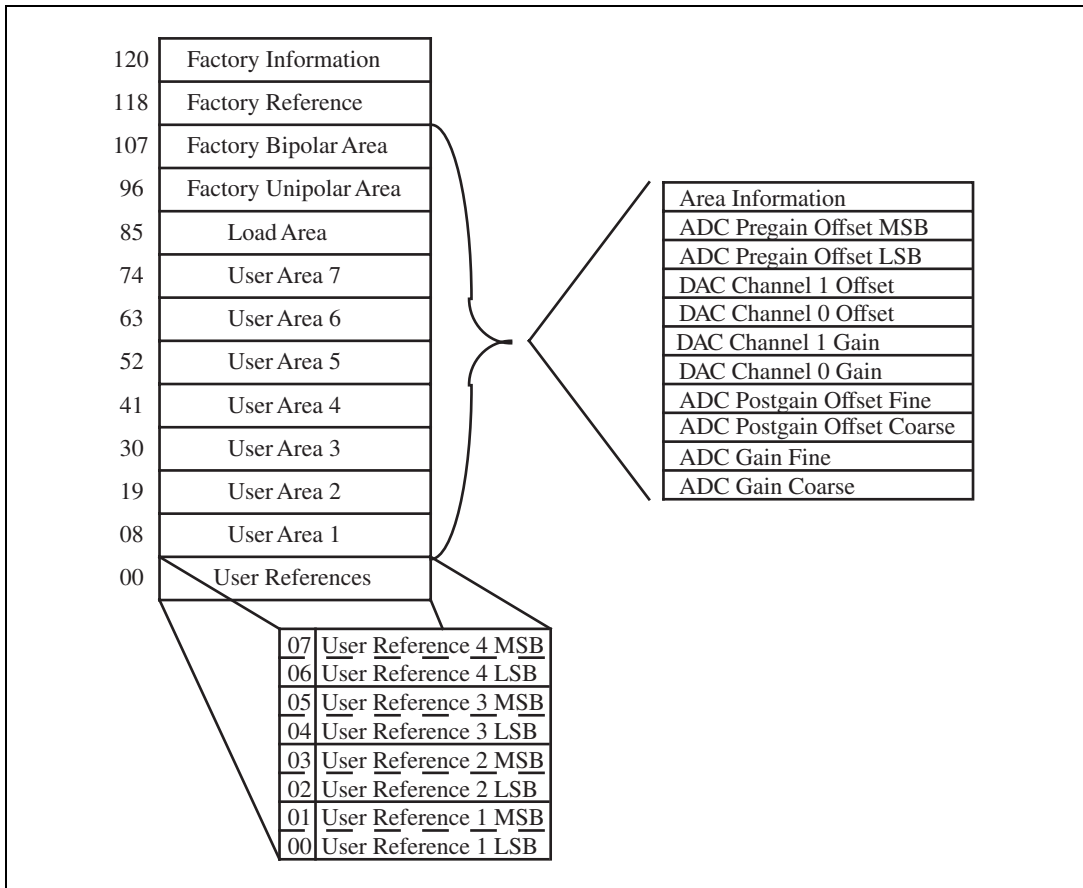 120 Factory Information
118 Factory Reference
107 Factory Bipolar Area
96 Factory Unipolar Area
85 Load Area
74 User Area 7
63 User Area 6
52 User Area 5
41 User Area 4
30 User Area 3
19 User Area 2
08 User Area 1
00 User References
Area Information
ADC Pregain Offset MSB
ADC Pregain Offset LSB
DAC Channel 1 Offset
DAC Channel 0 Offset
DAC Channel 1 Gain
DAC Channel 0 Gain
ADC Postgain Offset Fine
ADC Postgain Offset Coarse
ADC Gain Fine
ADC Gain Coarse
07 User Reference 4 MSB
06 User Reference 4 LSB
05 User Reference 3 MSB
04 User Reference 3 LSB
03 User Reference 2 MSB
02 User Reference 2 LSB
01 User Reference 1 MSB
00 User Reference 1 LSB